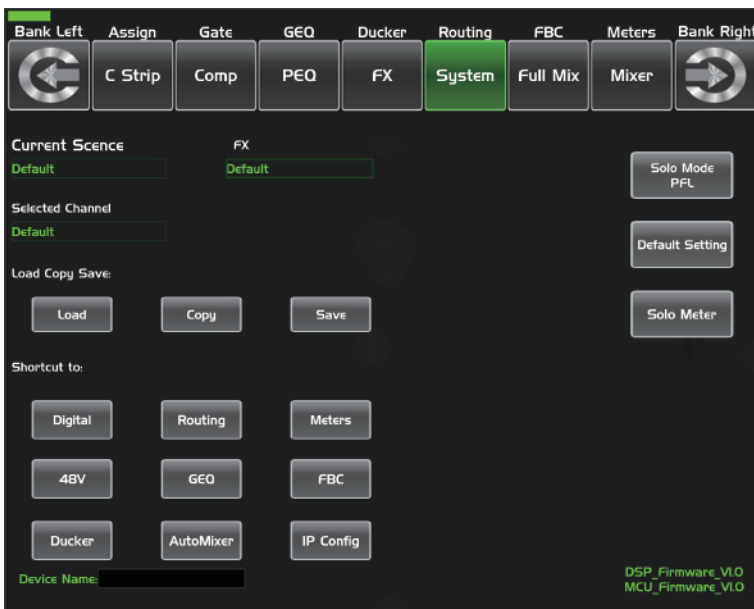 Bank Left Assign Gate GEQ Ducker Routing FBC Meters Bank Right
C Strip Comp PEQ FX System Full Mix Mixer
Current Scence FX
Default Default
Solo Mode
PFL
Selected Channel
Default
Default Setting
Load Copy Save:
Load Copy Save
Solo Meter
Shortcut to:
Digital Routing Meters
48V GEQ FBC
Ducker AutoMixer IP Config
Device Name:
DSP_Firmware_V1.0
MCU_Firmware_V1.0